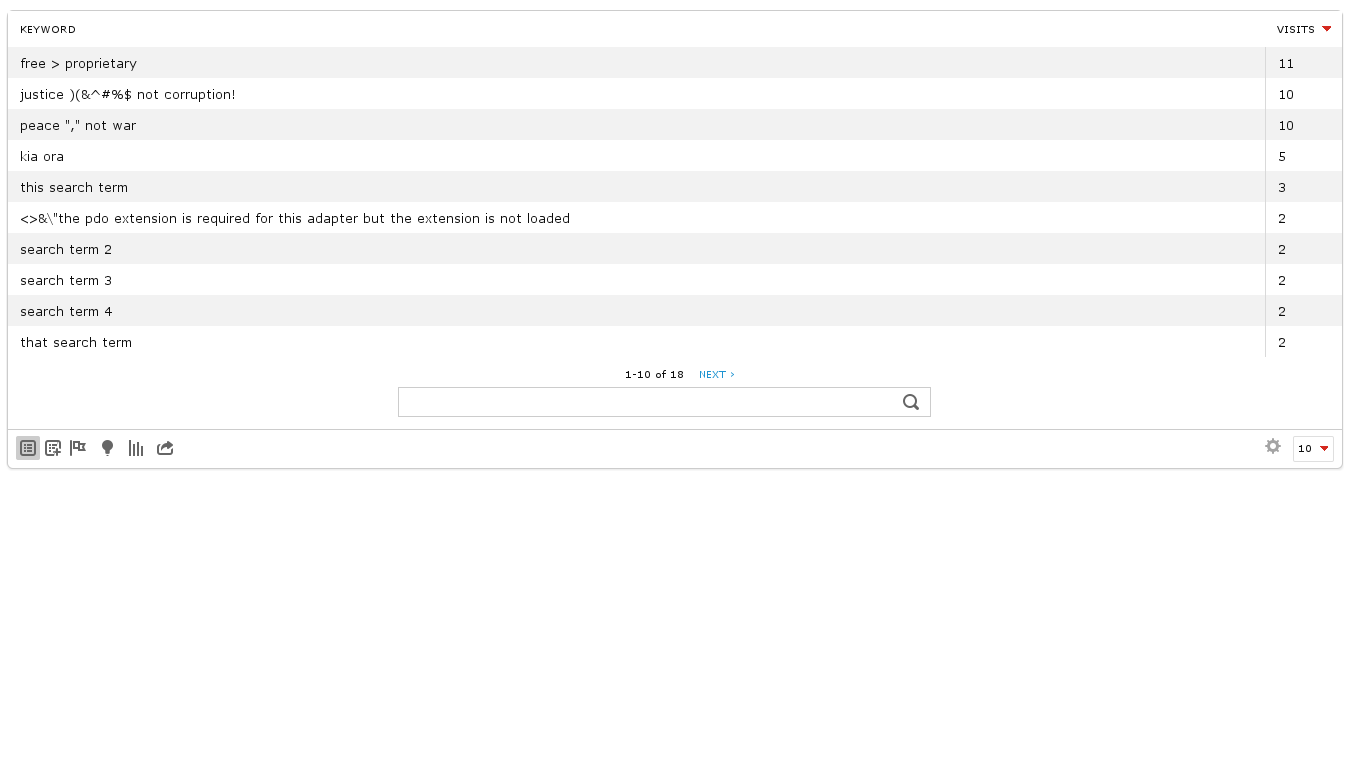 KEYWORD VISITS
free > proprietary 11
justice )(&^#%$ not corruption! 10
peace "," not war 10
kia ora 5
this search term 3
<>&\"the pdo extension is required for this adapter but the extension is not loaded 2
search term 2 2
search term 3 2
search term 4 2
that search term 2
1-10 of 18 NEXT ›
10